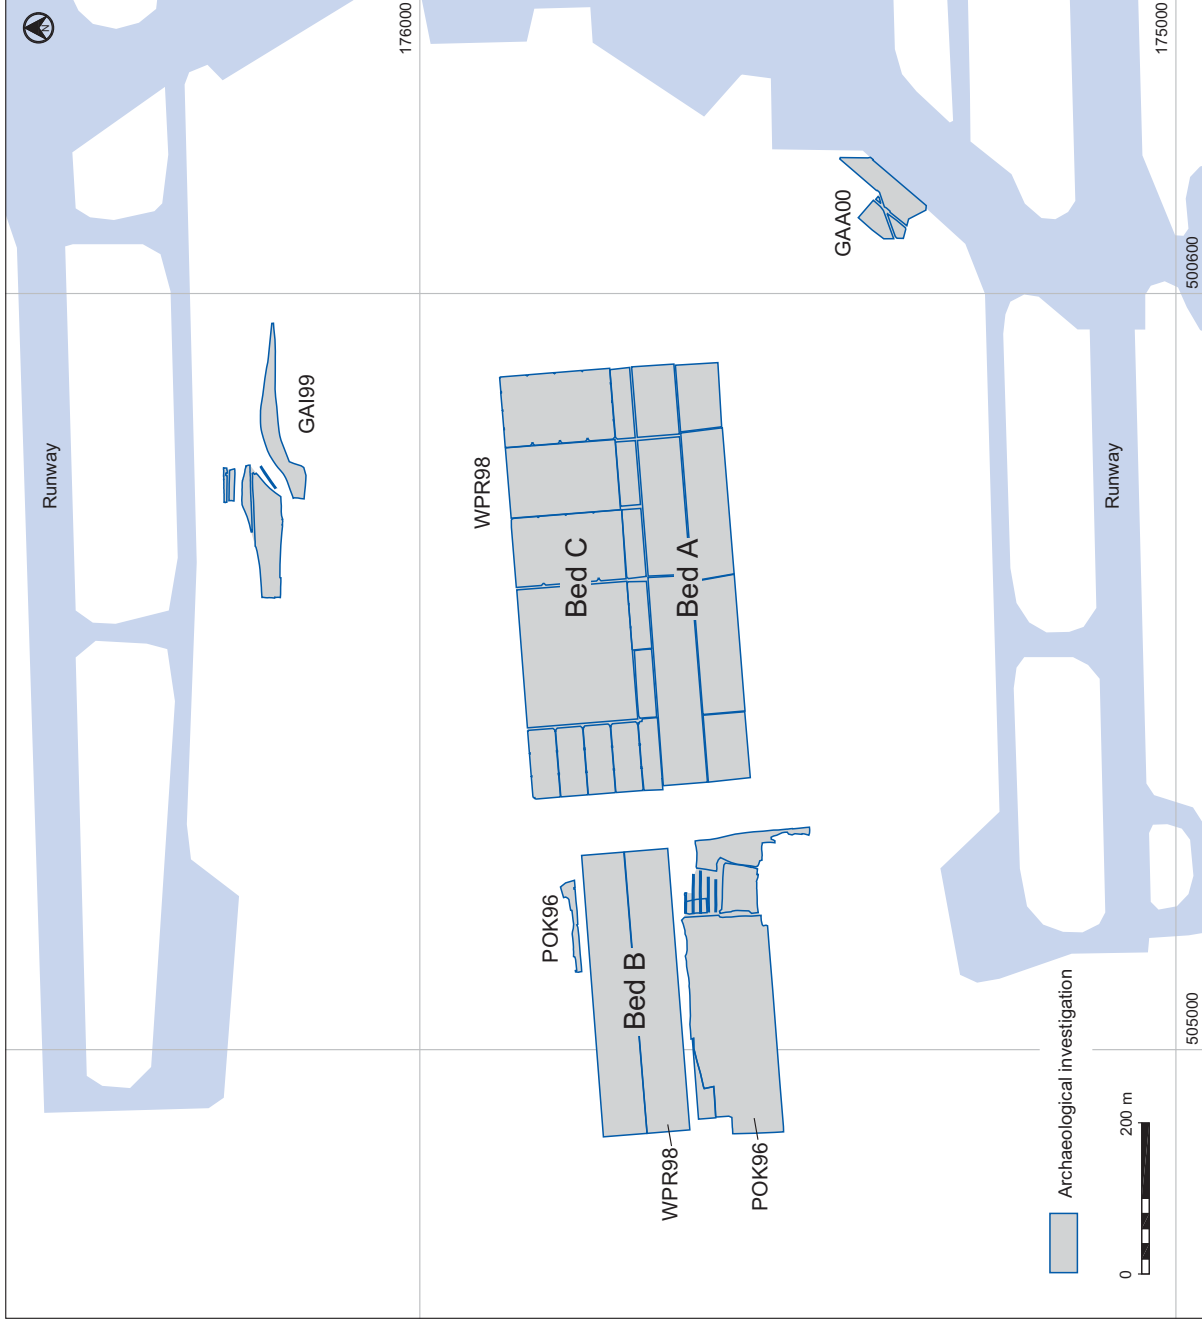 N
176000
175000
Runway
GAI99
GAA00
500600
WPR98
Bed C
Bed A
Runway
POK96
Bed B
505000
WPR98
POK96
Archaeological investigation
0
200 m